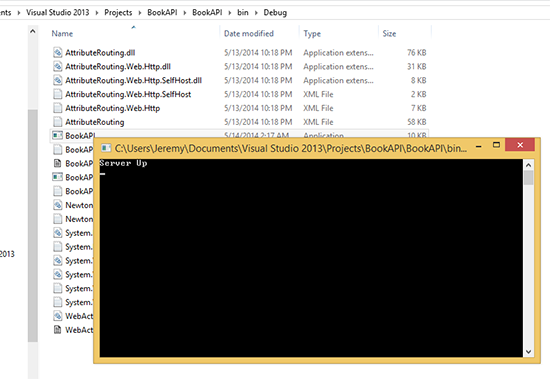 ents ▸ Visual Studio 2013 ▸ Projects ▸ BookAPI ▸ BookAPI ▸ bin ▸ Debug
Name Date modified Type Size
AttributeRouting.dll 5/13/2014 10:18 PM Application extens... 76 KB
AttributeRouting.Web.Http.dll 5/13/2014 10:18 PM Application extens... 31 KB
AttributeRouting.Web.Http.SelfHost.dll 5/13/2014 10:18 PM Application extens... 8 KB
AttributeRouting.Web.Http.SelfHost 5/13/2014 10:18 PM XML File 2 KB
AttributeRouting.Web.Http 5/13/2014 10:18 PM XML File 7 KB
AttributeRouting 5/13/2014 10:18 PM XML File 58 KB
BookAPI 5/14/2014 2:17 AM Application 10 KB
BookA
C:\Users\Jeremy\Documents\Visual Studio 2013\Projects\BookAPI\BookAPI\bin...
BookA
Server Up
BookA
BookA
Newton
Newton
System.
2013 System.
System.
System.
System.
System.
WebAct
WebAct